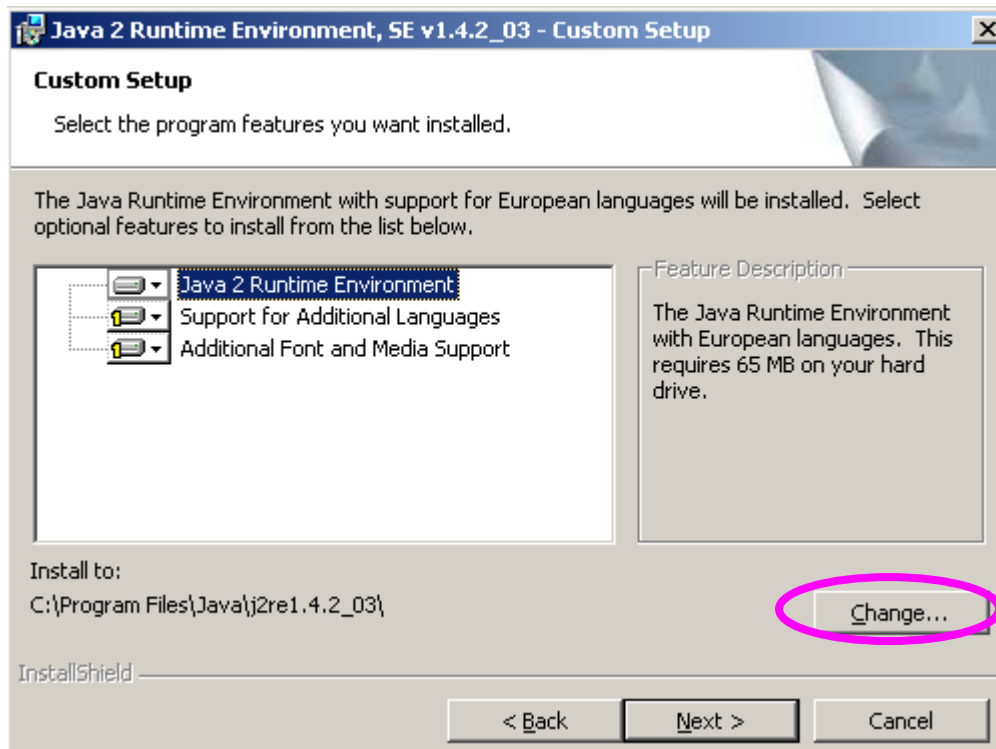 Java 2 Runtime Environment, SE v1.4.2_03 - Custom Setup
Custom Setup
Select the program features you want installed.
The Java Runtime Environment with support for European languages will be installed.  Select
optional features to install from the list below.
Java 2 Runtime Environment
Support for Additional Languages
Additional Font and Media Support
Feature Description
The Java Runtime Environment
with European languages.  This
requires 65 MB on your hard
drive.
Install to:
C:\Program Files\Java\j2re1.4.2_03\
Change...
InstallShield
< Back
Next >
Cancel